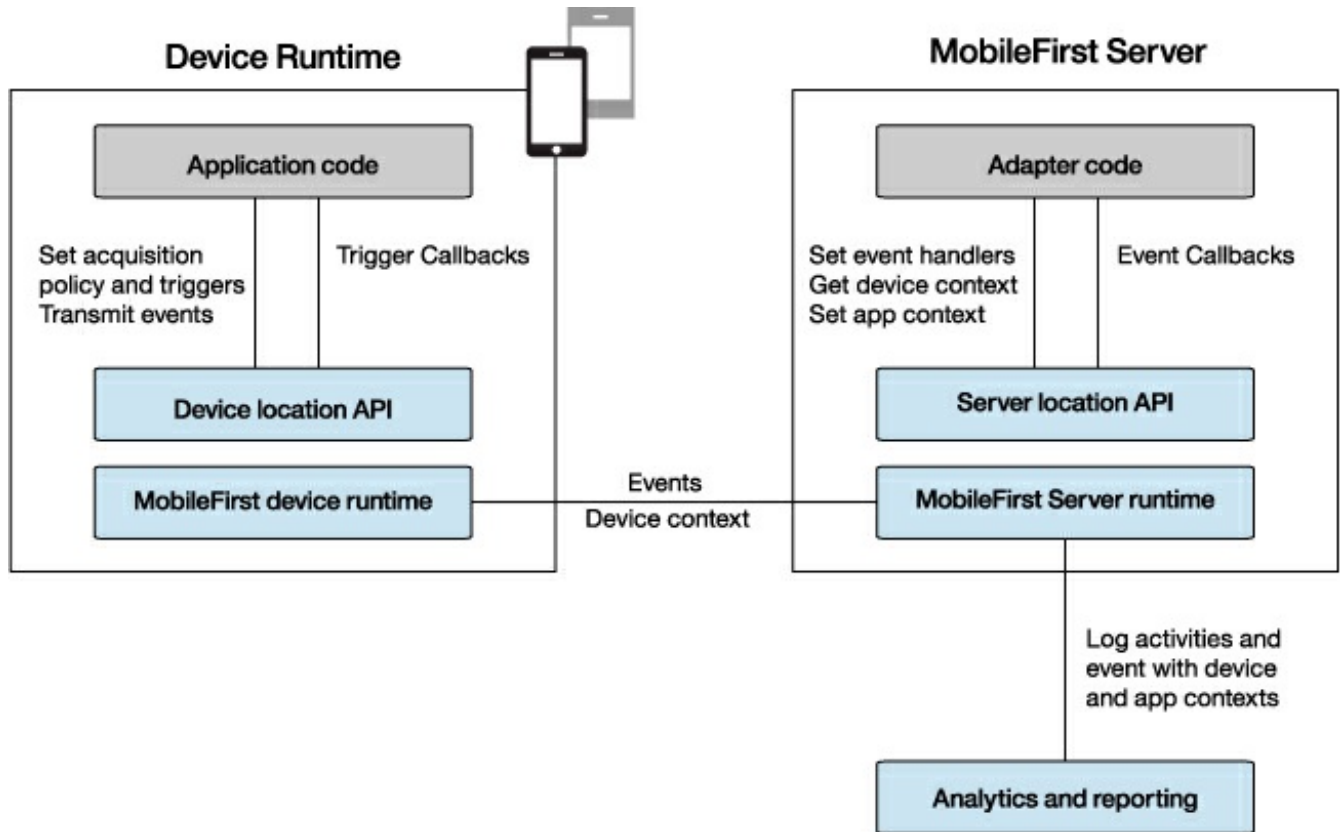 Device Runtime
Application code
Set acquisition
policy and triggers
Transmit events
Trigger Callbacks
Device location API
MobileFirst device runtime
Events
Device context
MobileFirst Server
Adapter code
Set event handlers
Get device context
Set app context
Event Callbacks
Server location API
MobileFirst Server runtime
Log activities and
event with device
and app contexts
Analytics and reporting